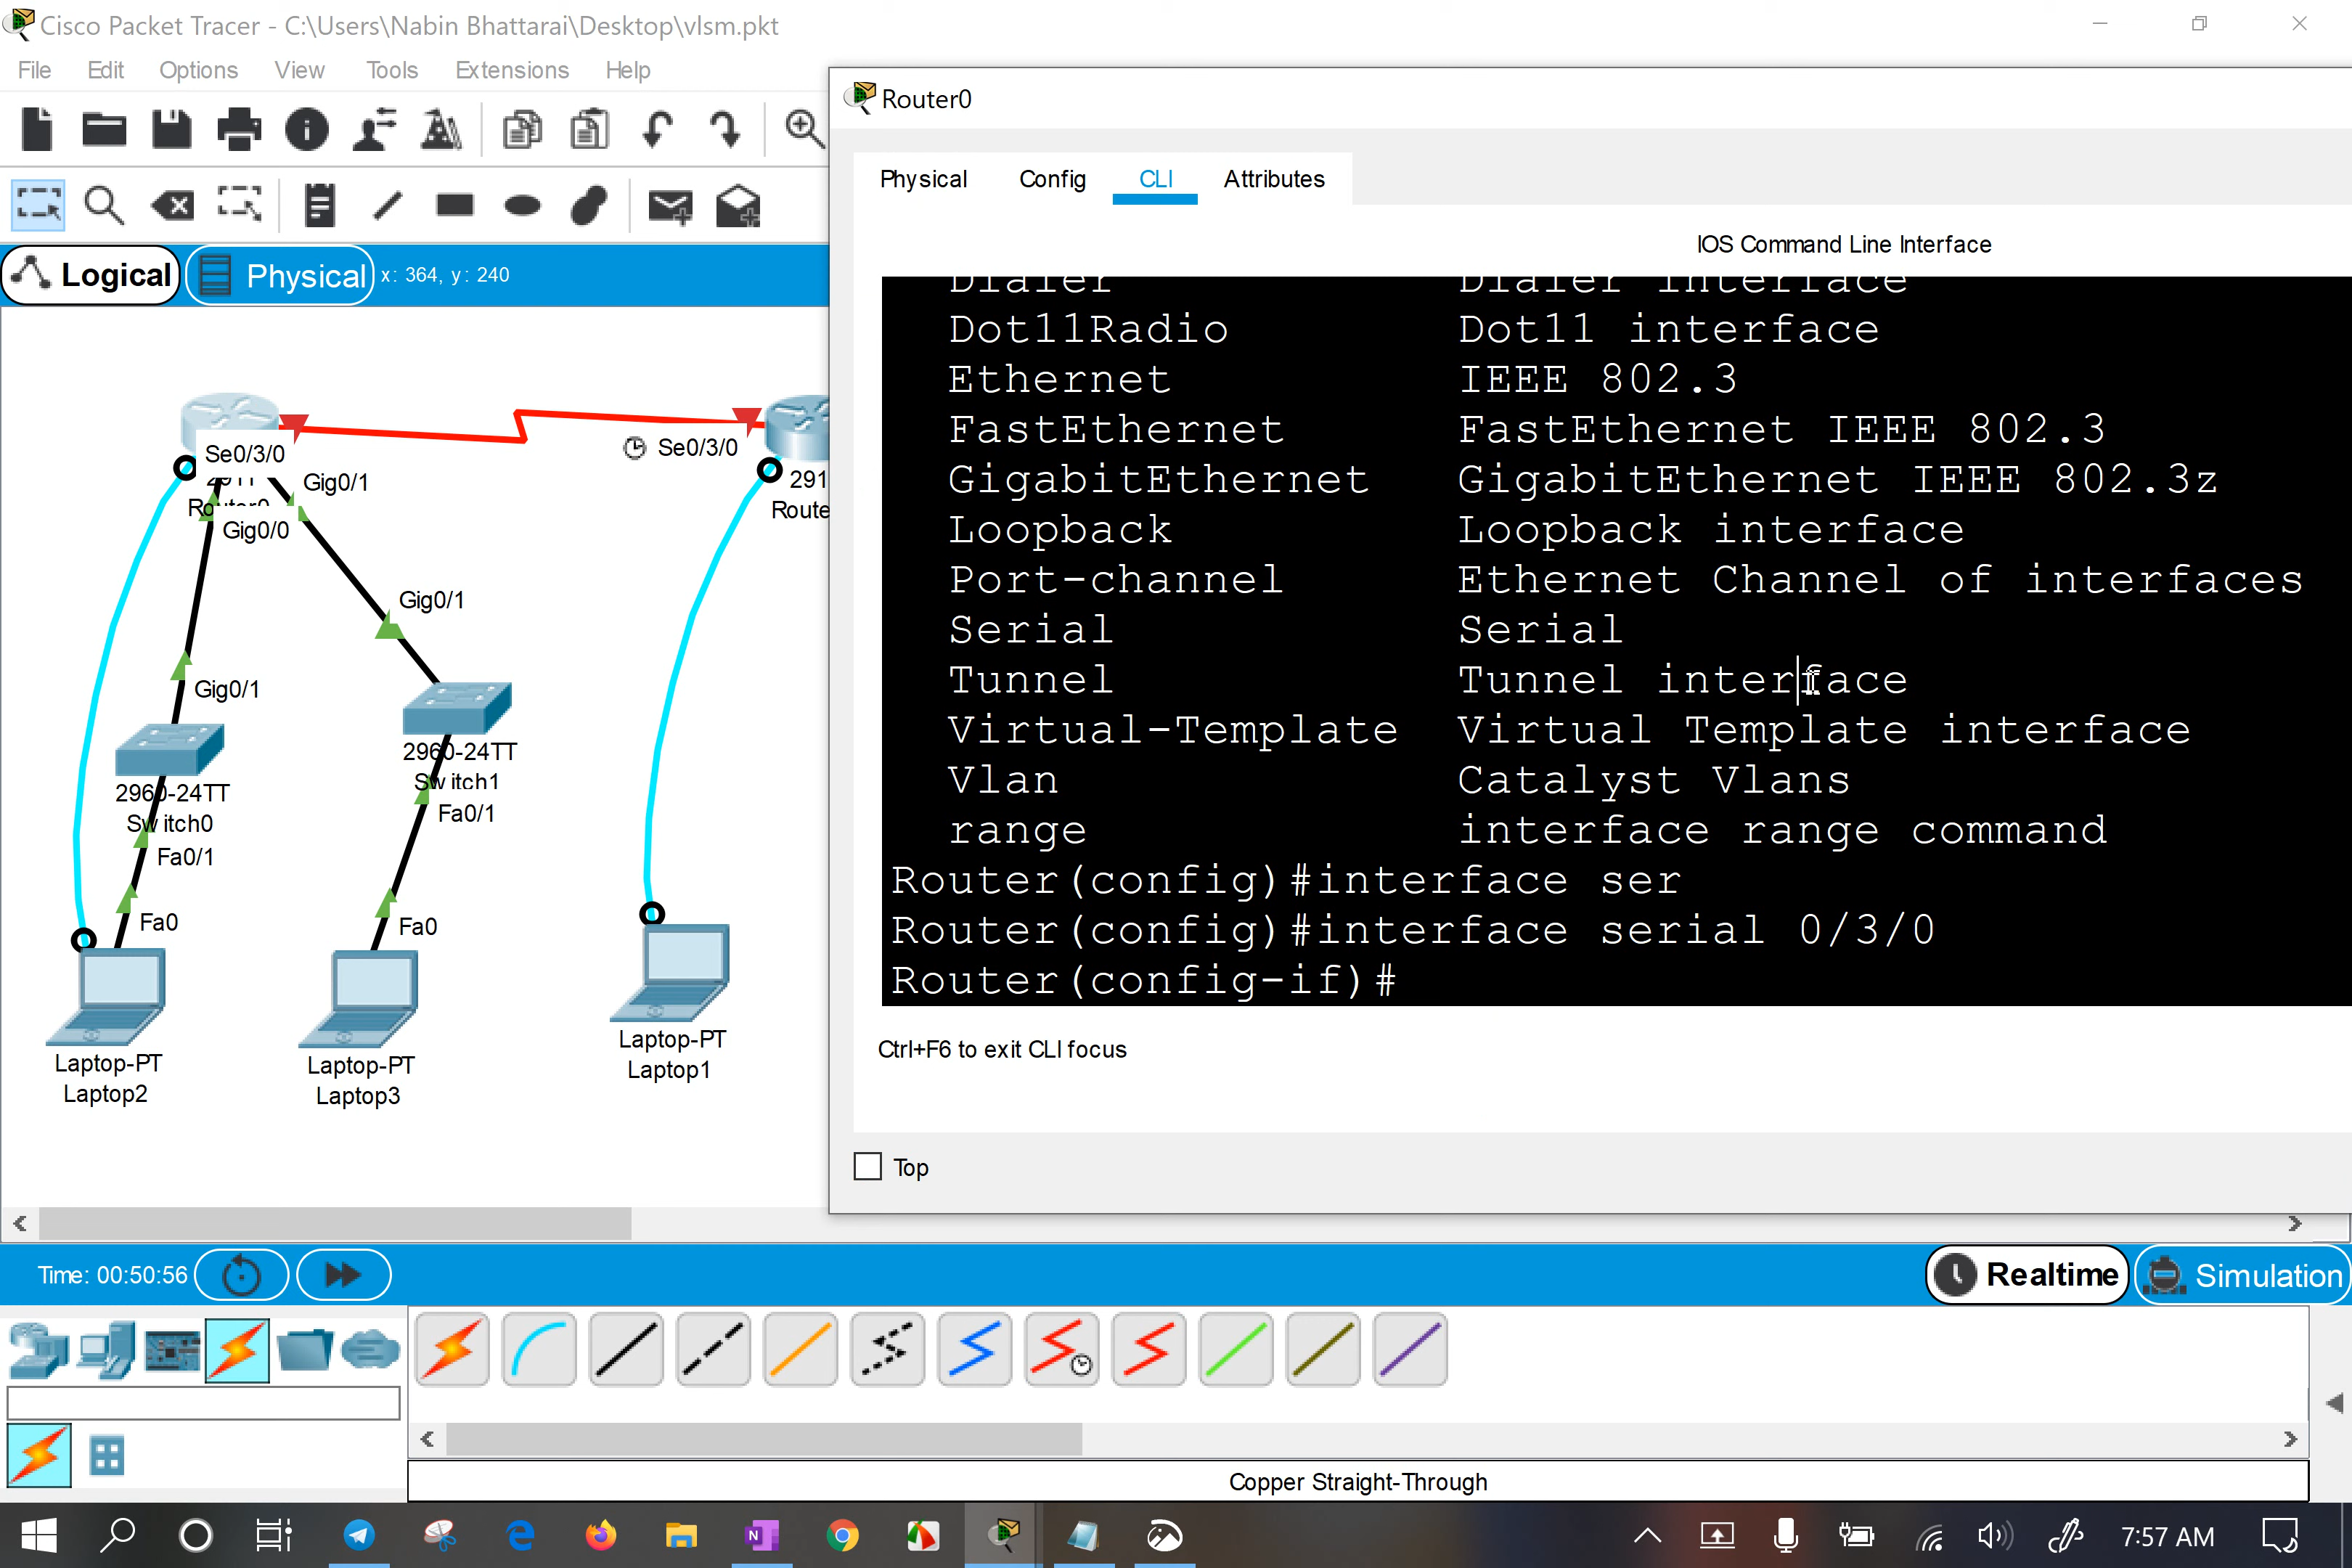 Cisco Packet Tracer - C:\Users\Nabin Bhattarai\Desktop\vlsm.pkt
File Edit Options View Tools Extensions Help
Router0
Physical Config CLI Attributes
IOS Command Line Interface
Logical Physical x: 364, y: 240
Dialer Dialer interface
Dot11Radio Dot11 interface
Ethernet IEEE 802.3
FastEthernet FastEthernet IEEE 802.3
GigabitEthernet GigabitEthernet IEEE 802.3z
Loopback Loopback interface
Port-channel Ethernet Channel of interfaces
Serial Serial
Tunnel Tunnel interface
Virtual-Template Virtual Template interface
Vlan Catalyst Vlans
range interface range command
Router(config)#interface ser
Router(config)#interface serial 0/3/0
Router(config-if)#
Ctrl+F6 to exit CLI focus
Top
Se0/3/0
2911
Router0
Gig0/1
Gig0/0
Se0/3/0
291
Route
Gig0/1
Gig0/1
2960-24TT
Switch1
Fa0/1
2960-24TT
Switch0
Fa0/1
Fa0
Fa0
Laptop-PT
Laptop2
Laptop-PT
Laptop3
Laptop-PT
Laptop1
Time: 00:50:56
Realtime Simulation
Copper Straight-Through
7:57 AM